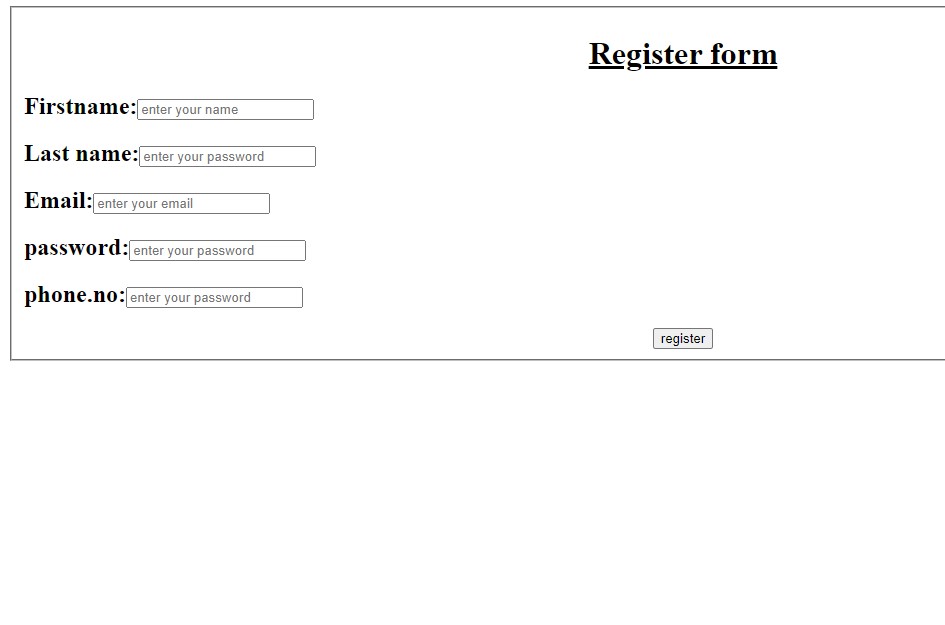 Register form
Firstname: enter your name
Last name: enter your password
Email: enter your email
password: enter your password
phone.no: enter your password
register